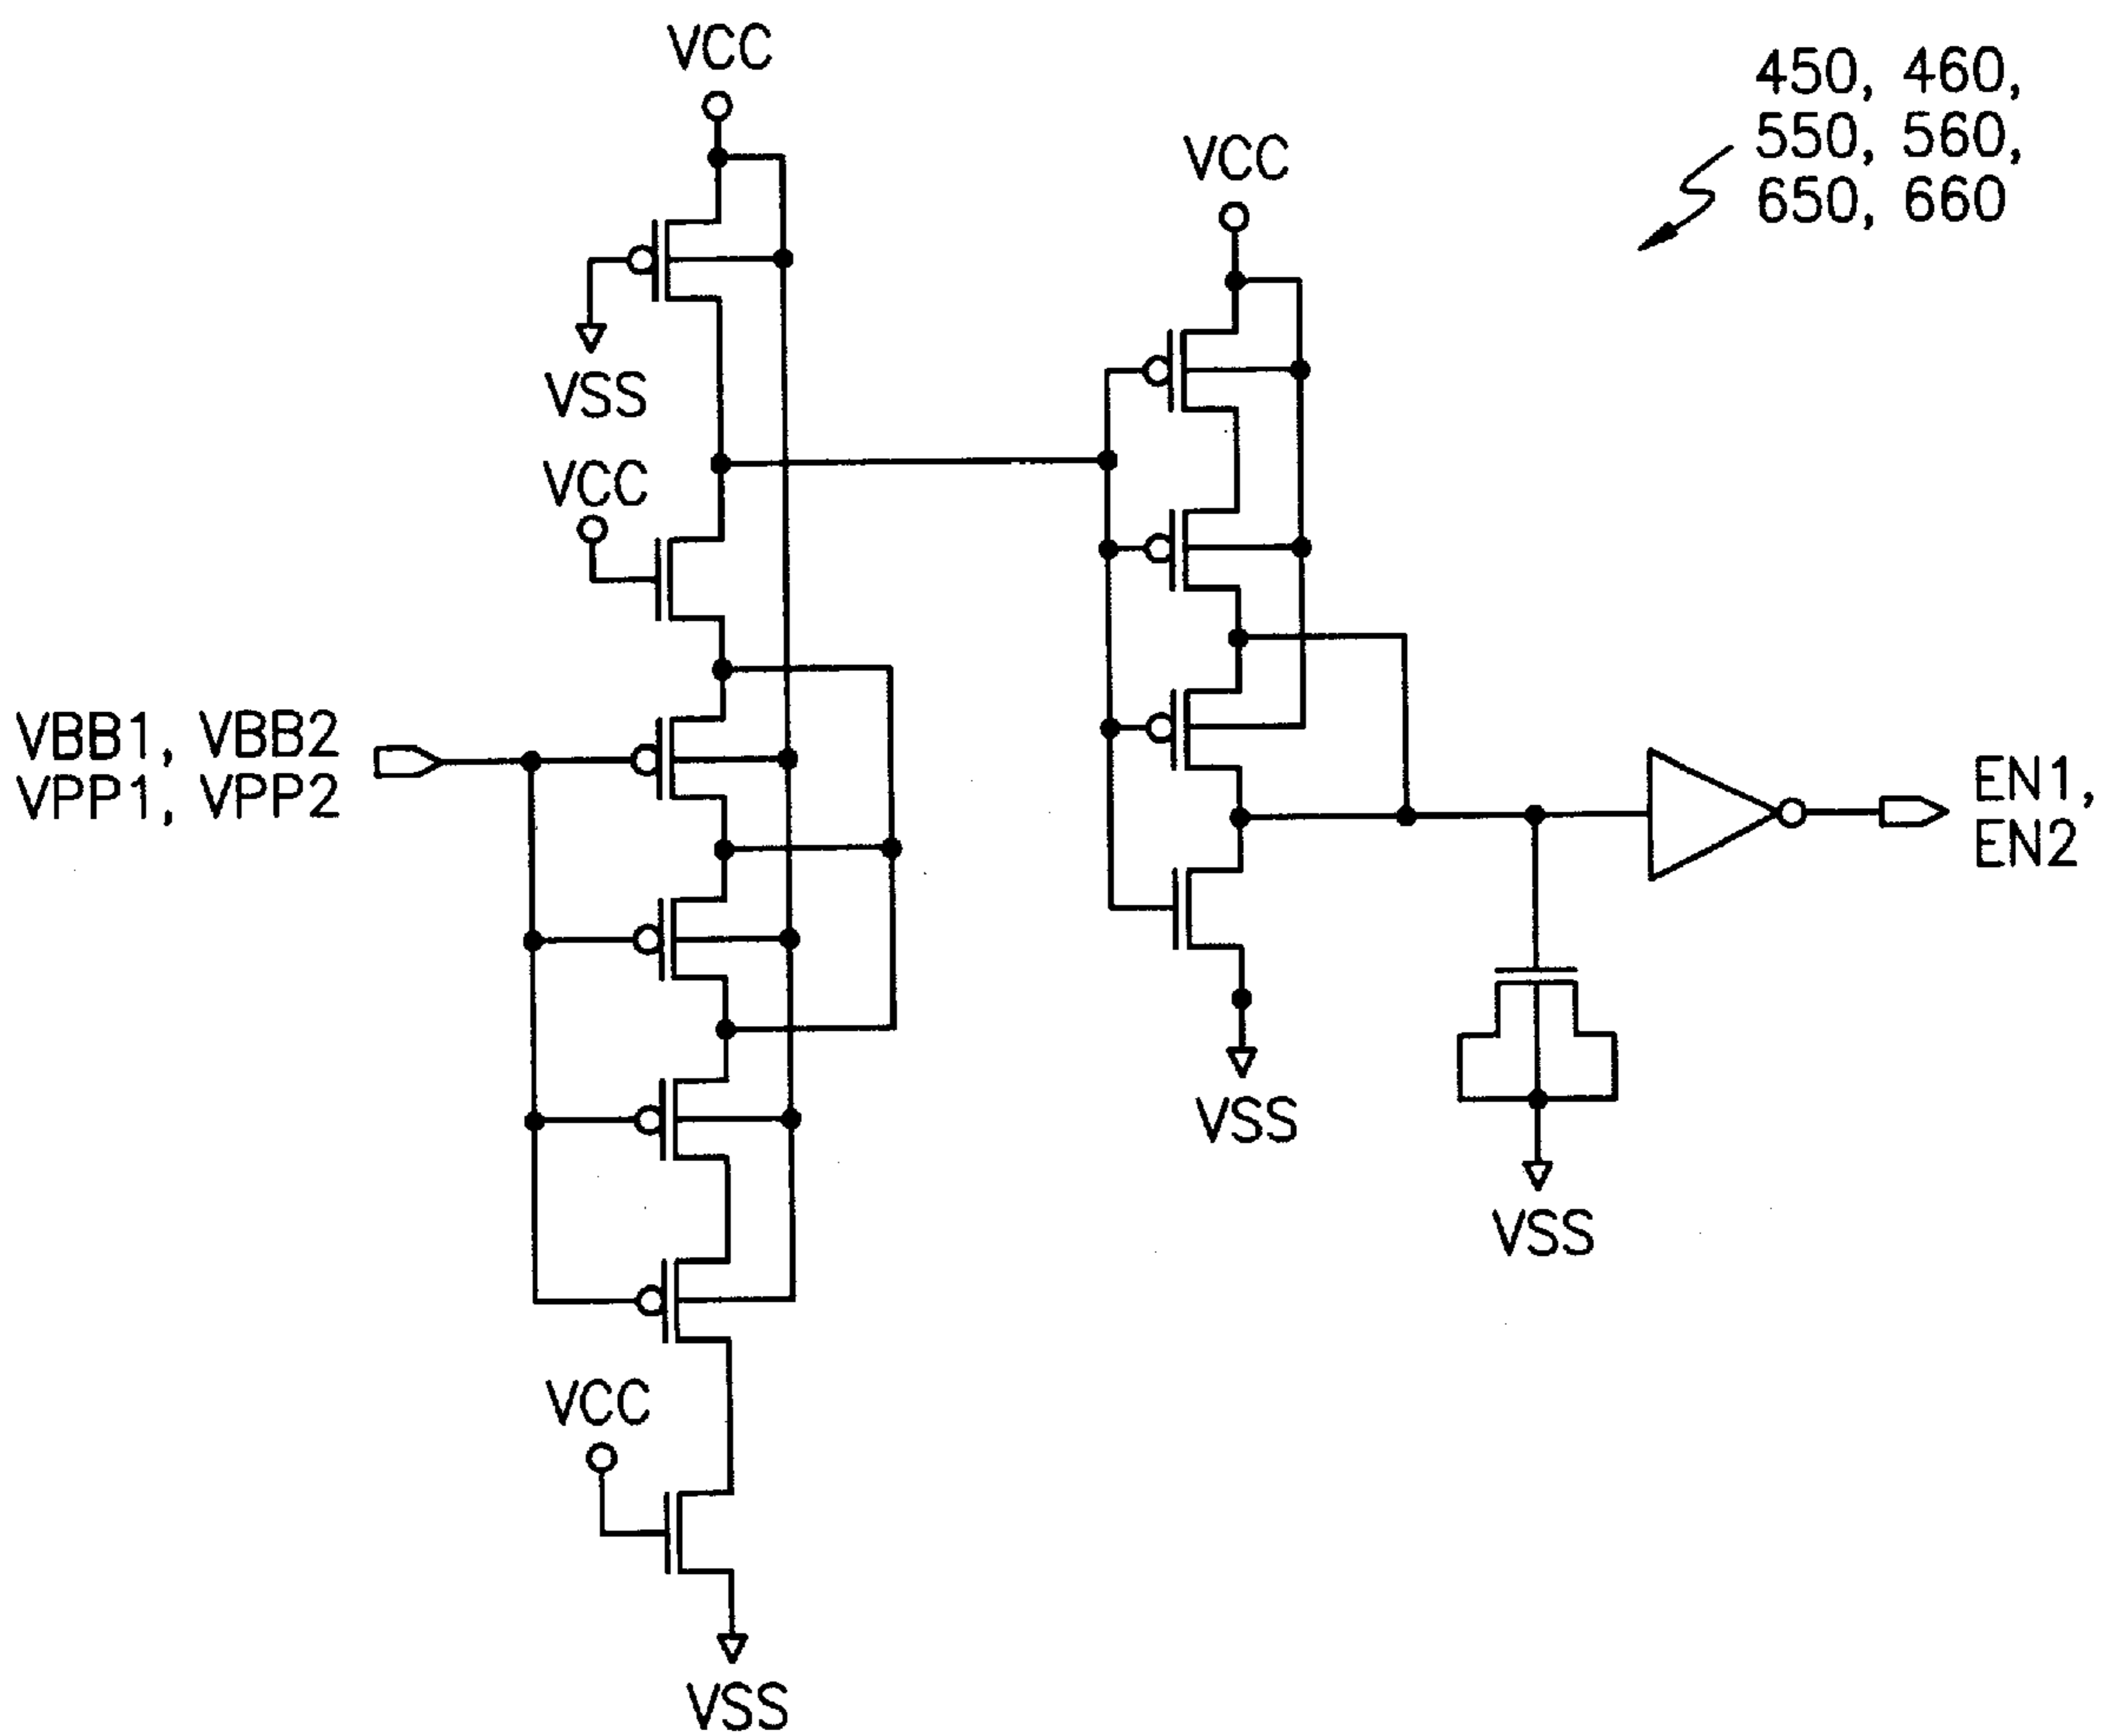 VCC
450, 460,
550, 560,
650, 660
VCC
VSS
VCC
VBB1, VBB2
VPP1, VPP2
EN1,
EN2
VSS
VSS
VCC
VSS